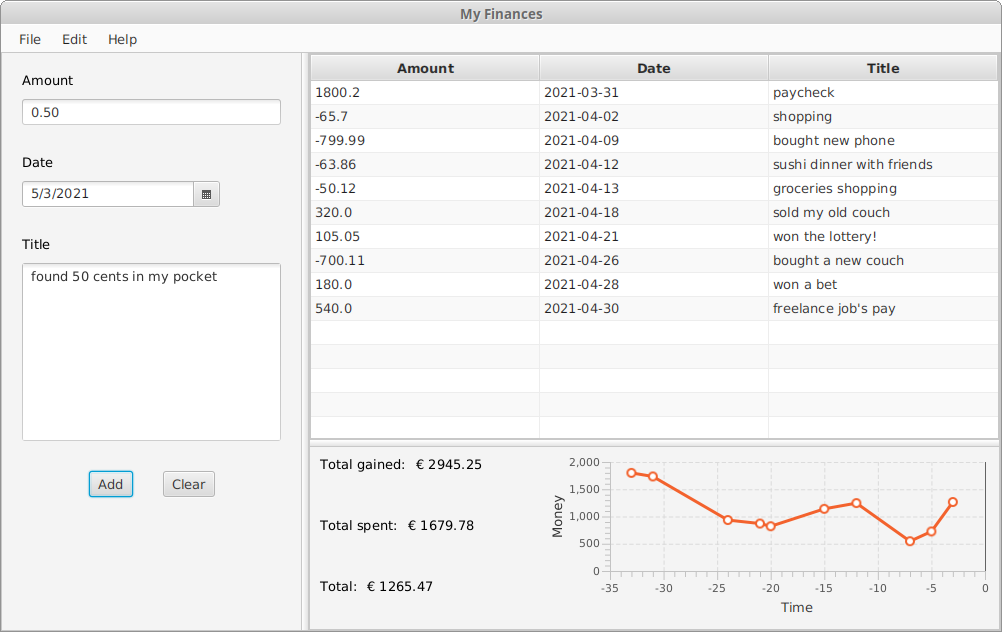 My Finances
File Edit Help
Amount
0.50
Date
5/3/2021
Title
found 50 cents in my pocket
Add Clear
Amount Date Title
1800.2 2021-03-31 paycheck
-65.7 2021-04-02 shopping
-799.99 2021-04-09 bought new phone
-63.86 2021-04-12 sushi dinner with friends
-50.12 2021-04-13 groceries shopping
320.0 2021-04-18 sold my old couch
105.05 2021-04-21 won the lottery!
-700.11 2021-04-26 bought a new couch
180.0 2021-04-28 won a bet
540.0 2021-04-30 freelance job's pay
Total gained: € 2945.25
Total spent: € 1679.78
Total: € 1265.47
Money
2,000
1,500
1,000
500
0
-35 -30 -25 -20 -15 -10 -5 0
Time